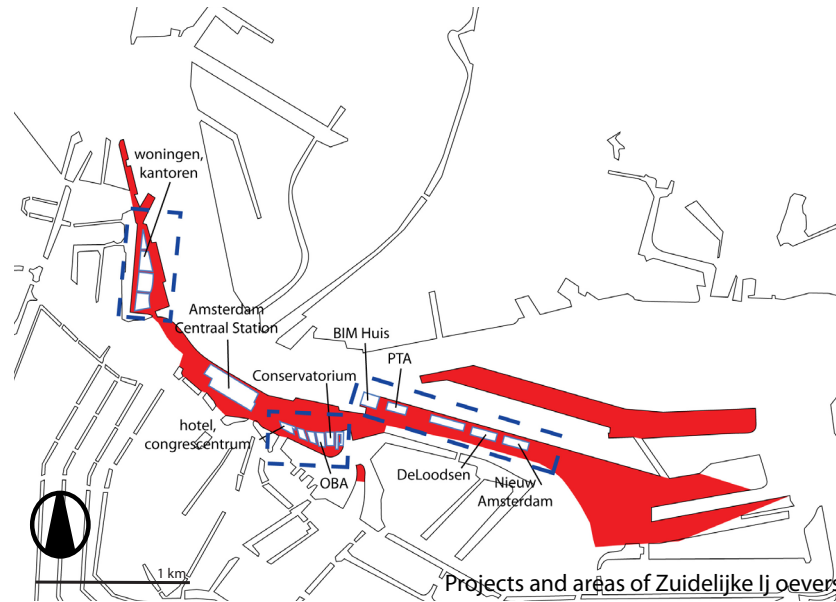 woningen,
kantoren
Amsterdam
Centraal Station
BIM Huis
PTA
Conservatorium
hotel,
congrescentrum
OBA
DeLoodsen
Nieuw
Amsterdam
1 km
Projects and areas of Zuidelijke Ij oevers